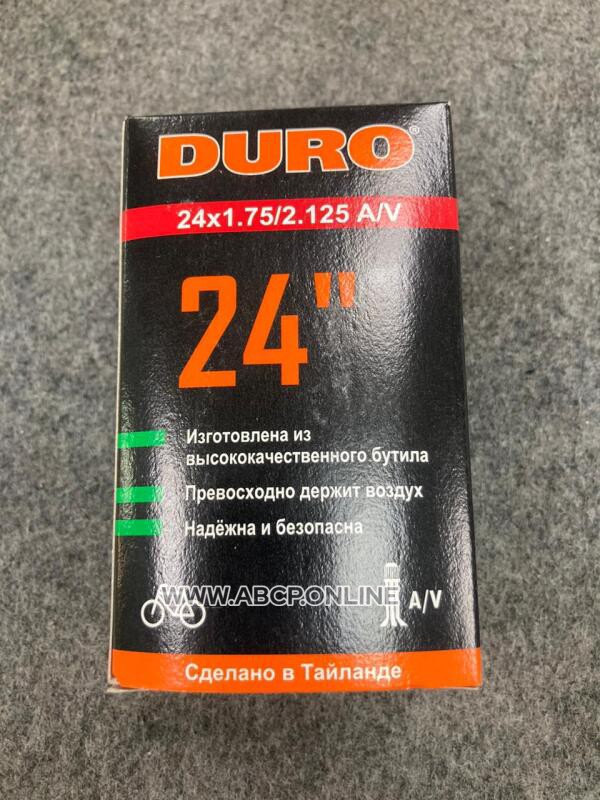 DURO®
24x1.75/2.125 A/V
24"
Изготовлена из
высококачественного бутила
Превосходно держит воздух
Надёжна и безопасна
WWW.ABCP.ONLINE
A/V
Сделано в Тайланде